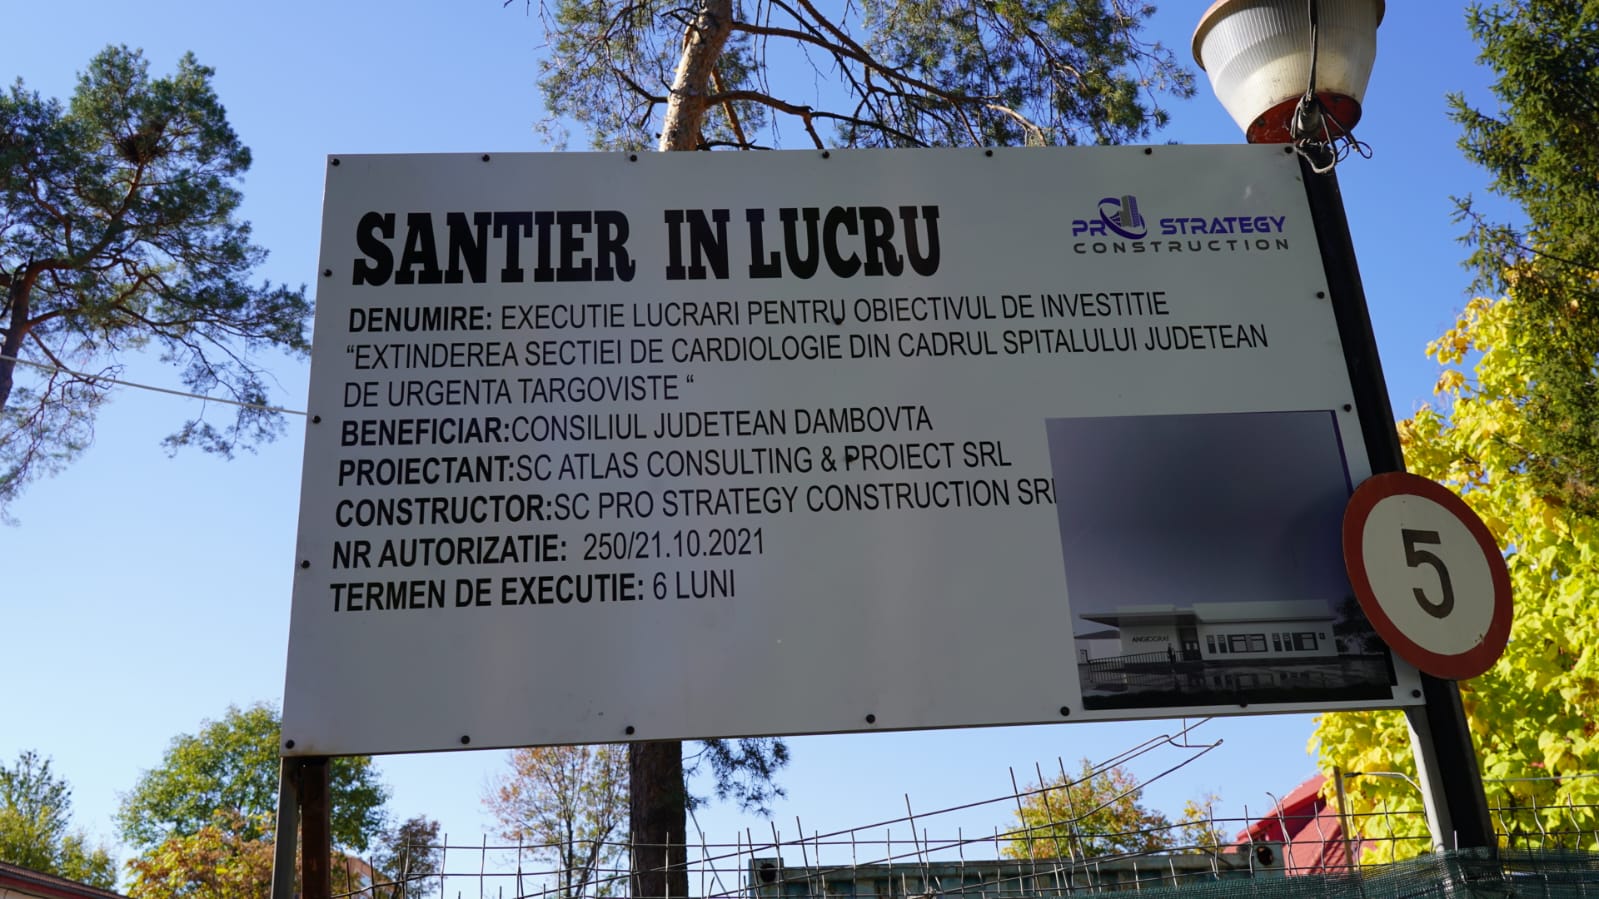 SANTIER IN LUCRU
PRO STRATEGY
CONSTRUCTION
DENUMIRE: EXECUTIE LUCRARI PENTRU OBIECTIVUL DE INVESTITIE
“EXTINDEREA SECTIEI DE CARDIOLOGIE DIN CADRUL SPITALULUI JUDETEAN
DE URGENTA TARGOVISTE “
BENEFICIAR:CONSILIUL JUDETEAN DAMBOVTA
PROIECTANT:SC ATLAS CONSULTING & PROIECT SRL
CONSTRUCTOR:SC PRO STRATEGY CONSTRUCTION SRL
NR AUTORIZATIE: 250/21.10.2021
TERMEN DE EXECUTIE: 6 LUNI
ANGIOGRAF
5